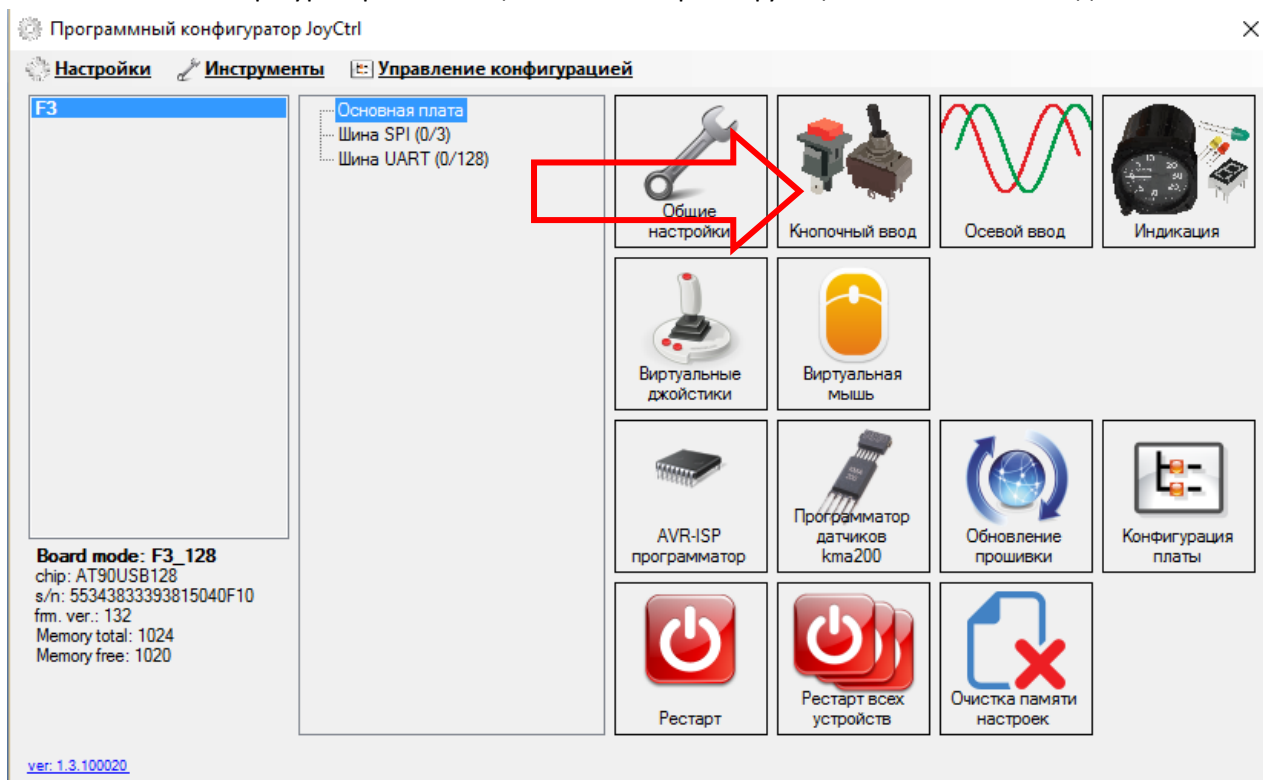 Программный конфигуратор JoyCtrl
Настройки Инструменты Управление конфигурацией
F3
Основная плата
Шина SPI (0/3)
Шина UART (0/128)
Общие
настройки
Кнопочный ввод
Осевой ввод
Индикация
Виртуальные
джойстики
Виртуальная
мышь
AVR-ISP
программатор
Программатор
датчиков
kma200
Обновление
прошивки
Конфигурация
платы
Рестарт
Рестарт всех
устройств
Очистка памяти
настроек
Board mode: F3_128
chip: AT90USB128
s/n: 55343833393815040F10
frm. ver.: 132
Memory total: 1024
Memory free: 1020
ver: 1.3.100020